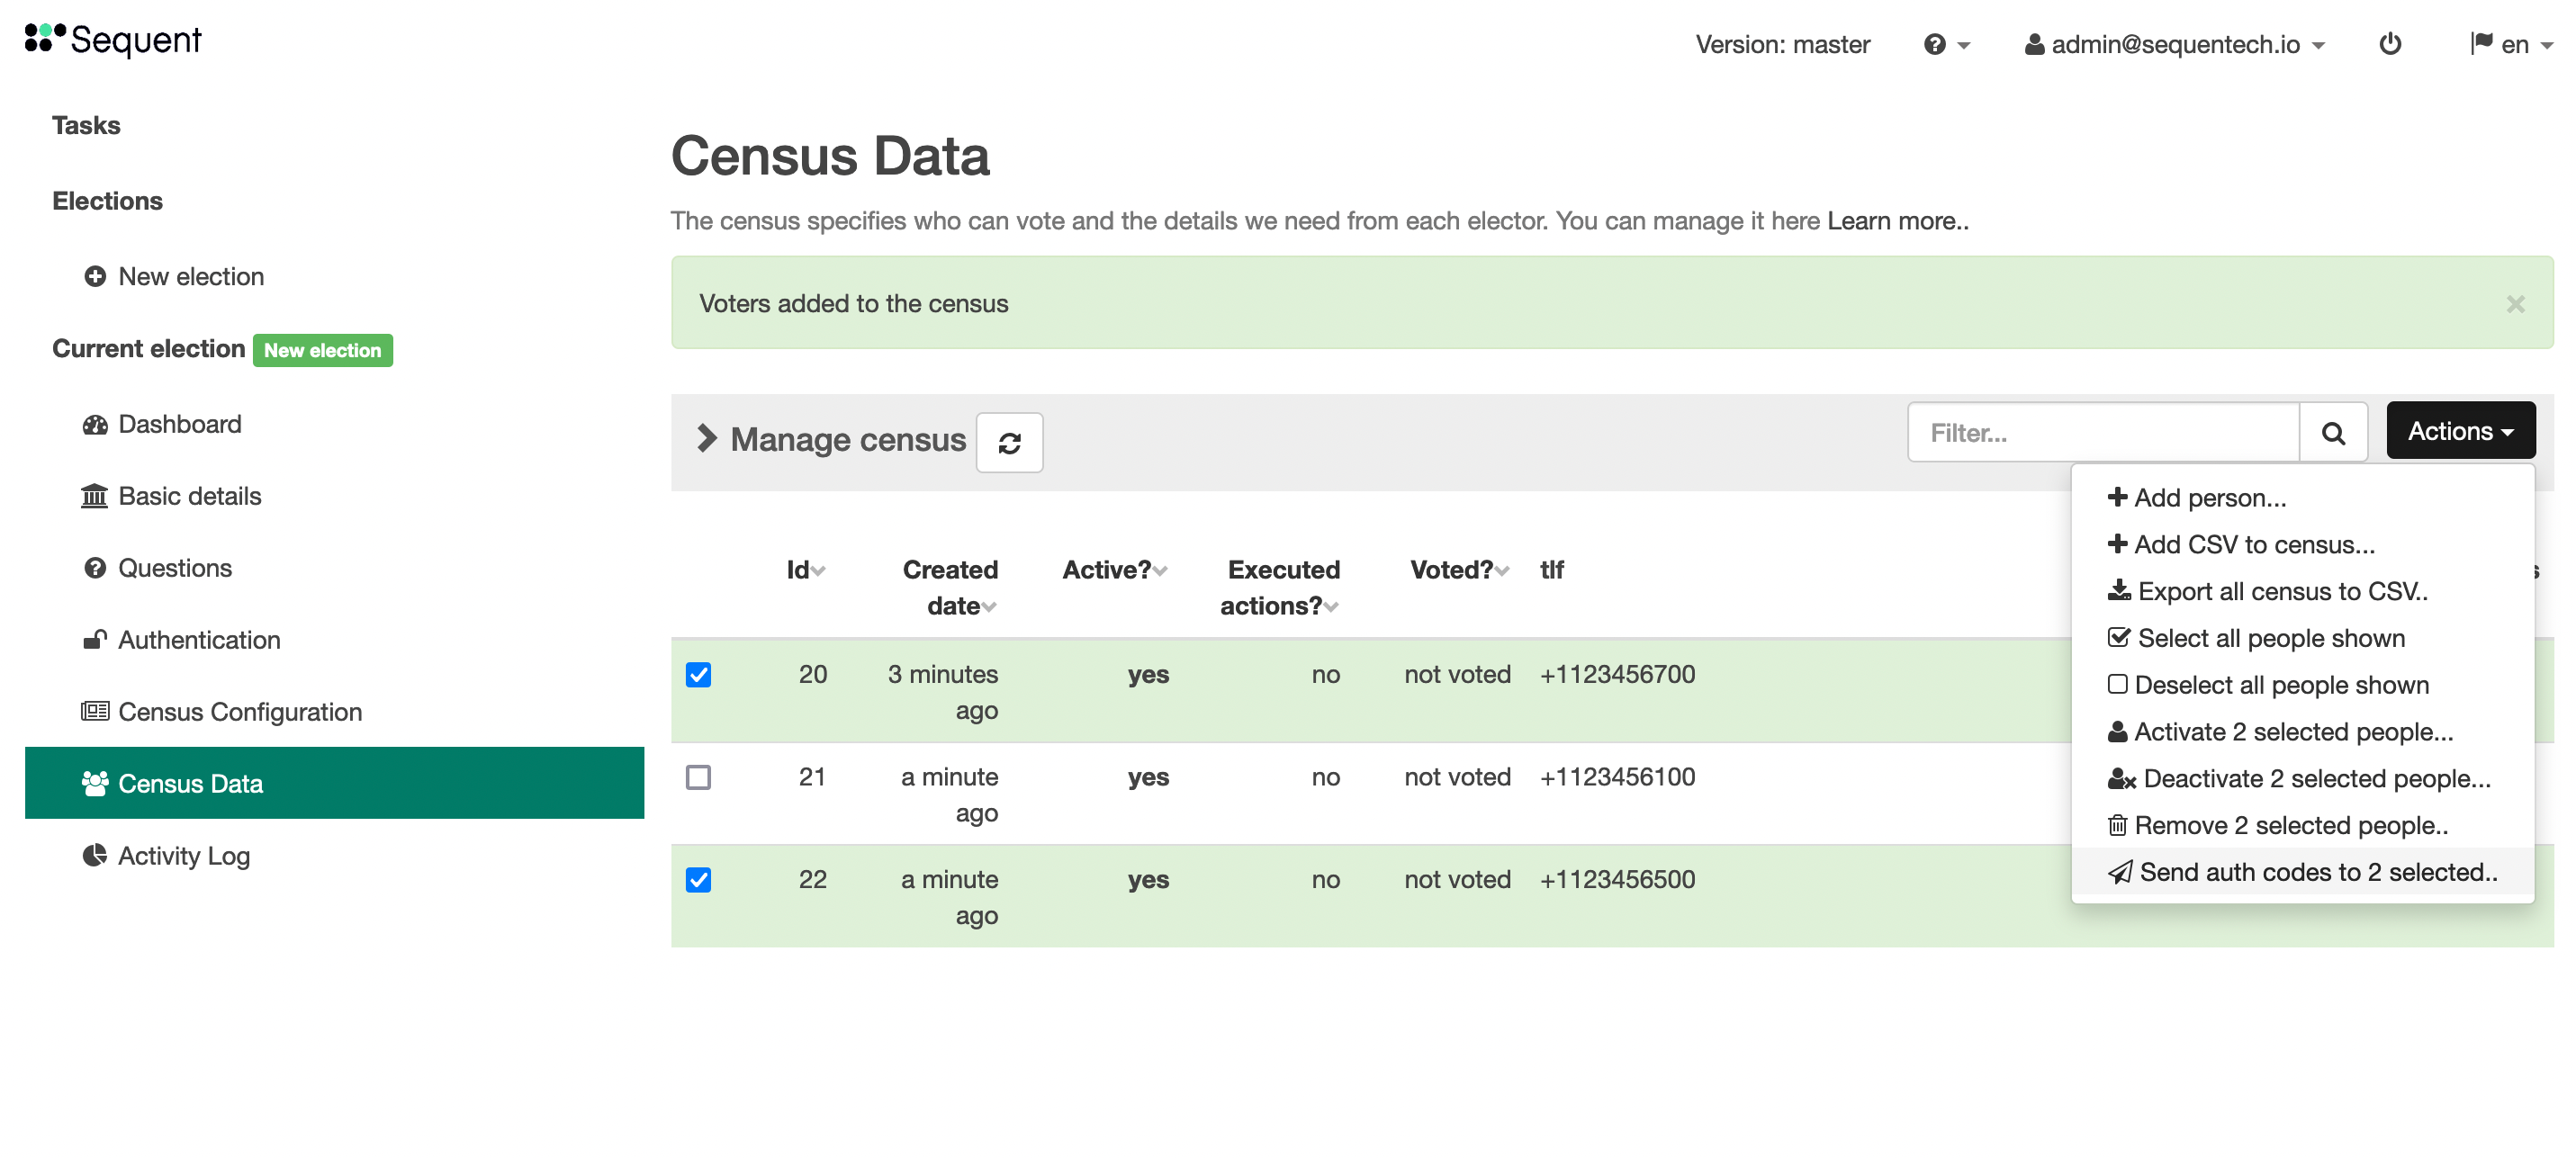 Sequent
Version: master
admin@sequentech.io
en
Tasks
Elections
New election
Current election New election
Dashboard
Basic details
Questions
Authentication
Census Configuration
Census Data
Activity Log
Census Data
The census specifies who can vote and the details we need from each elector. You can manage it here Learn more..
Voters added to the census
×
Manage census
Filter...
Actions
Add person...
Add CSV to census...
Export all census to CSV..
Select all people shown
Deselect all people shown
Activate 2 selected people...
Deactivate 2 selected people...
Remove 2 selected people..
Send auth codes to 2 selected..
Id Created Active? Executed Voted? tlf
date actions?
20 3 minutes yes no not voted +1123456700
ago
21 a minute yes no not voted +1123456100
ago
22 a minute yes no not voted +1123456500
ago